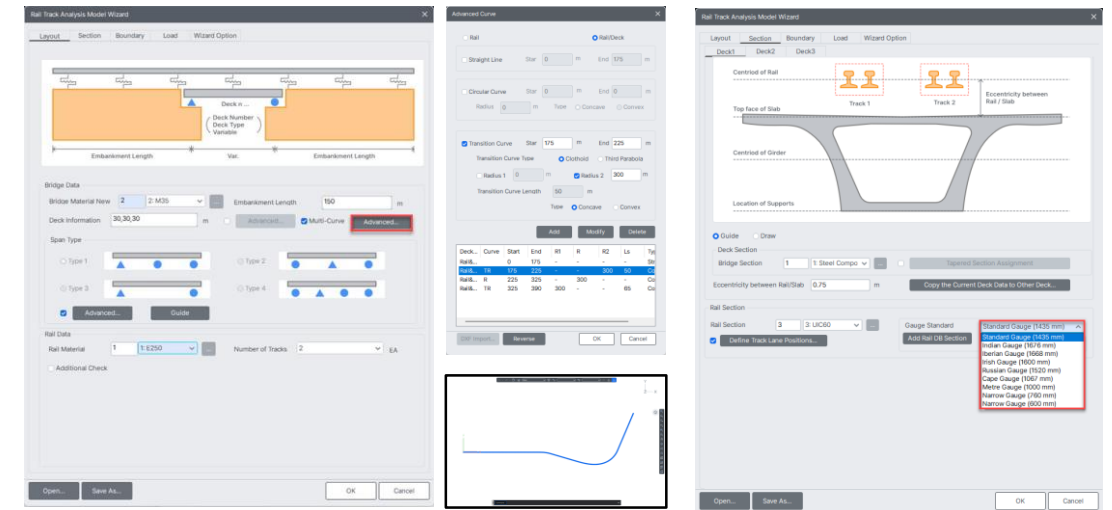 Rail Track Analysis Model Wizard
Layout Section Boundary Load Wizard Option
Deck n ...
Deck Number
Deck Type
Variable
Embankment Length Var. Embankment Length
Bridge Data
Bridge Material New 2 2: M35 ... Embankment Length 150 m
Deck Information 30,30,30 m Advanced... Multi-Curve Advanced...
Span Type
Type 1 Type 2
Type 3 Type 4
Advanced... Guide
Rail Data
Rail Material 1 1: E250 ... Number of Tracks 2 EA
Additional Check
Open... Save As... OK Cancel
Advanced Curve
Rail Rail/Deck
Straight Line Star 0 m End 175 m
Circular Curve Star 0 m End 0 m
Radius 0 m Type Concave Convex
Transition Curve Star 175 m End 225 m
Transition Curve Type Clothoid Third Parabola
Radius 1 0 m Radius 2 300 m
Transition Curve Length 50 m
Type Concave Convex
Add Modify Delete
Deck... Curve Start End R1 R R2 Ls Ty
Rail&... 0 175 - - - - Str
Rail&... TR 175 225 - - 300 50 Co
Rail&... R 225 325 - 300 - - Co
Rail&... TR 325 390 300 - - 65 Co
Reverse OK Cancel
Rail Track Analysis Model Wizard
Layout Section Boundary Load Wizard Option
Deck1 Deck2 Deck3
Centriod of Rail
Track 1 Track 2
Eccentricity between
Rail / Slab
Top face of Slab
Centriod of Girder
Location of Supports
Guide Draw
Deck Section
Bridge Section 1 1: Steel Compo ... Tapered Section Assignment
Eccentricity between Rail/Slab 0.75 m Copy the Current Deck Data to Other Deck...
Rail Section
Rail Section 3 3: UIC60 ... Gauge Standard Standard Gauge (1435 mm)
Define Track Lane Positions... Add Rail DB Section Standard Gauge (1435 mm)
Indian Gauge (1676 mm)
Iberian Gauge (1668 mm)
Irish Gauge (1600 mm)
Russian Gauge (1520 mm)
Cape Gauge (1067 mm)
Metre Gauge (1000 mm)
Narrow Gauge (760 mm)
Narrow Gauge (600 mm)
Open... Save As... OK Cancel